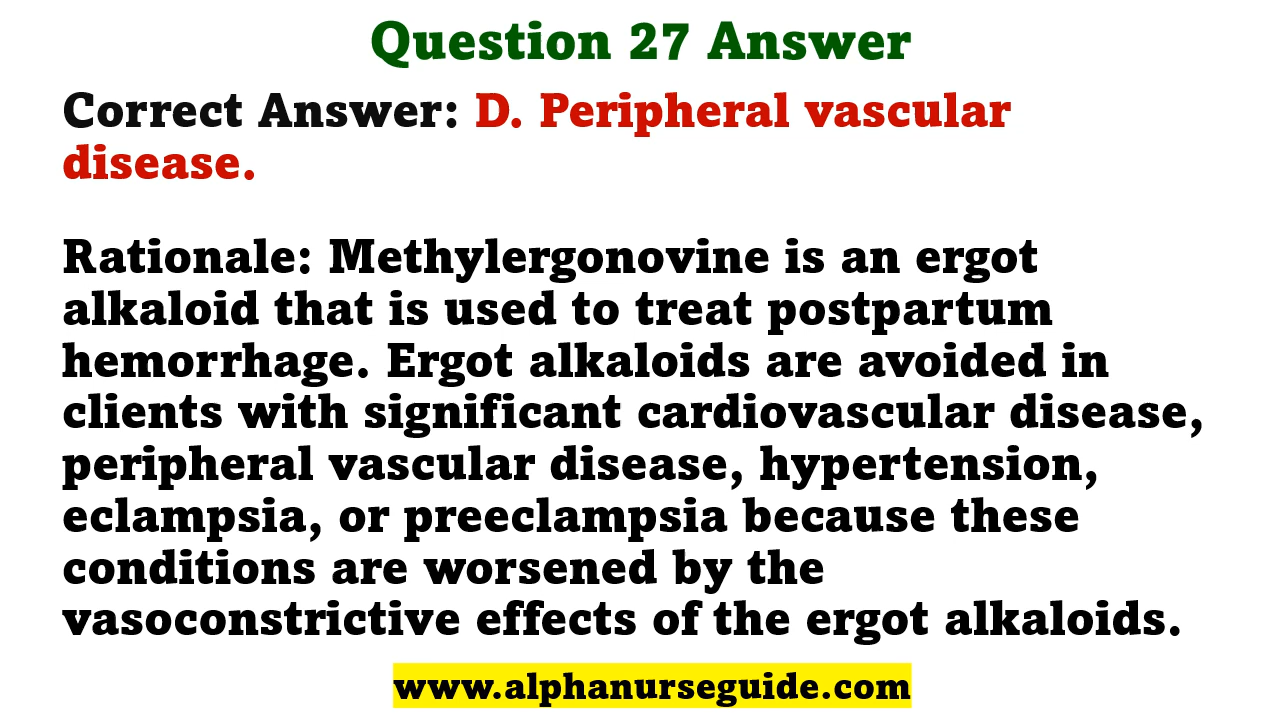 Question 27 Answer
Correct Answer: D. Peripheral vascular
disease.
Rationale: Methylergonovine is an ergot
alkaloid that is used to treat postpartum
hemorrhage. Ergot alkaloids are avoided in
clients with significant cardiovascular disease,
peripheral vascular disease, hypertension,
eclampsia, or preeclampsia because these
conditions are worsened by the
vasoconstrictive effects of the ergot alkaloids.
www.alphanurseguide.com